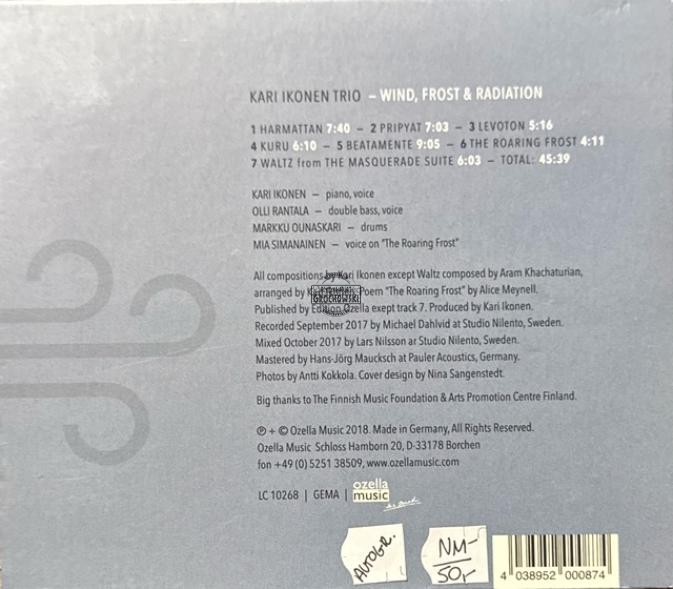 KARI IKONEN TRIO – WIND, FROST & RADIATION
1 HARMATTAN 7:40 – 2 PRIPYAT 7:03 – 3 LEVOTON 5:16
4 KURU 6:10 – 5 BEATAMENTE 9:05 – 6 THE ROARING FROST 4:11
7 WALTZ from THE MASQUERADE SUITE 6:03 – TOTAL: 45:39
KARI IKONEN – piano, voice
OLLI RANTALA – double bass, voice
MARKKU OUNASKARI – drums
MIA SIMANAINEN – voice on "The Roaring Frost"
All compositions by Kari Ikonen except Waltz composed by Aram Khachaturian,
arranged by Poem "The Roaring Frost" by Alice Meynell.
GROCHOWSKI
Published by Edition Ozella exept track 7. Produced by Kari Ikonen.
Recorded September 2017 by Michael Dahlvid at Studio Nilento, Sweden.
Mixed October 2017 by Lars Nilsson ar Studio Nilento, Sweden.
Mastered by Hans-Jörg Maucksch at Pauler Acoustics, Germany.
Photos by Antti Kokkola. Cover design by Nina Sangenstedt.
Big thanks to The Finnish Music Foundation & Arts Promotion Centre Finland.
℗ + © Ozella Music 2018. Made in Germany, All Rights Reserved.
Ozella Music Schloss Hamborn 20, D-33178 Borchen
fon +49 (0) 5251 38509, www.ozellamusic.com
LC 10268 | GEMA | ozella
music
AUTOGR.
NM-
50,-
4 038952 000874